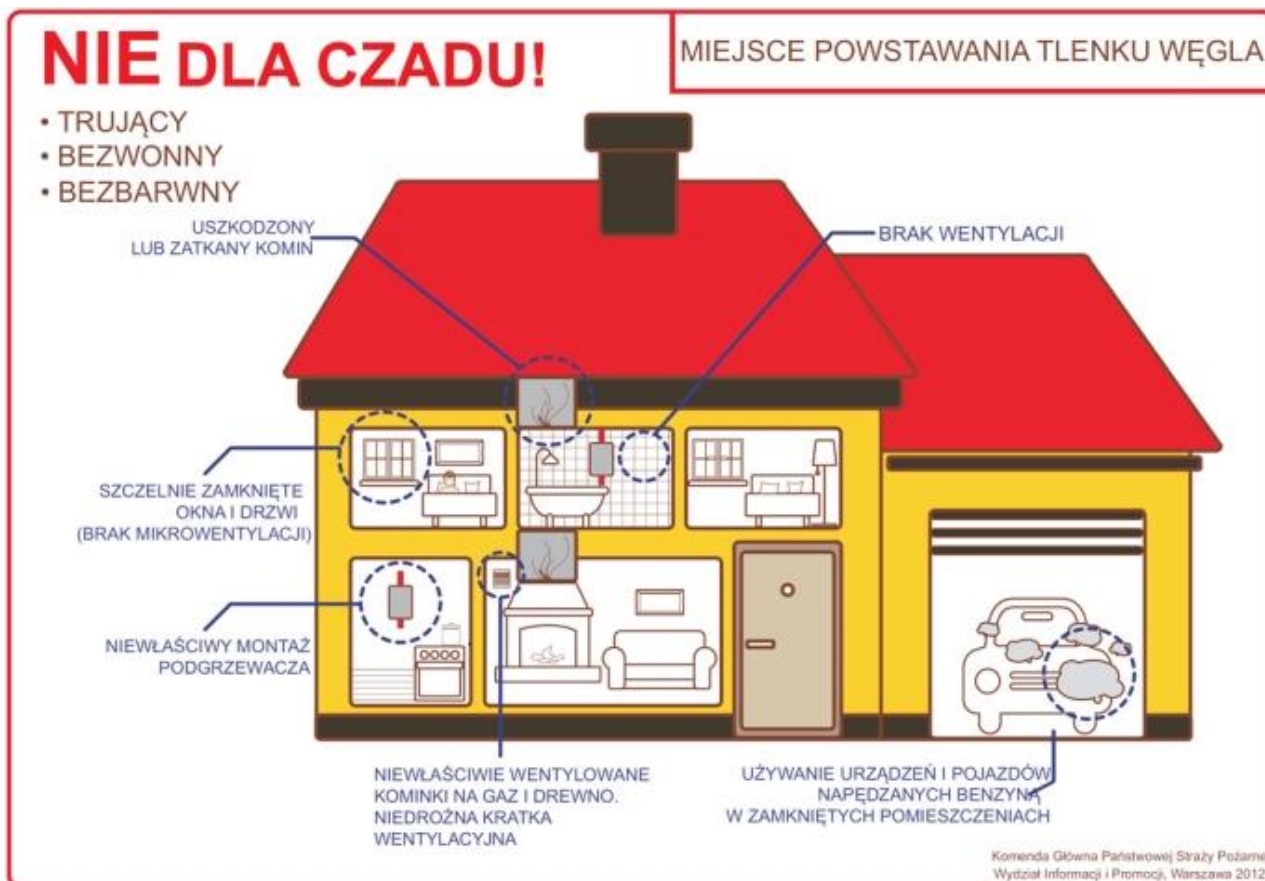 NIE DLA CZADU!
MIEJSCE POWSTAWANIA TLENKU WĘGLA
• TRUJĄCY
• BEZWONNY
• BEZBARWNY
USZKODZONY
LUB ZATKANY KOMIN
BRAK WENTYLACJI
SZCZELNIE ZAMKNIĘTE
OKNA I DRZWI
(BRAK MIKROWENTYLACJI)
NIEWŁAŚCIWY MONTAŻ
PODGRZEWACZA
NIEWŁAŚCIWIE WENTYLOWANE
KOMINKI NA GAZ I DREWNO.
NIEDROŻNA KRATKA
WENTYLACYJNA
UŻYWANIE URZĄDZEŃ I POJAZDÓW
NAPĘDZANYCH BENZYNĄ
W ZAMKNIĘTYCH POMIESZCZENIACH
Komenda Główna Państwowej Straży Pożarne
Wydział Informacji i Promocji, Warszawa 2012